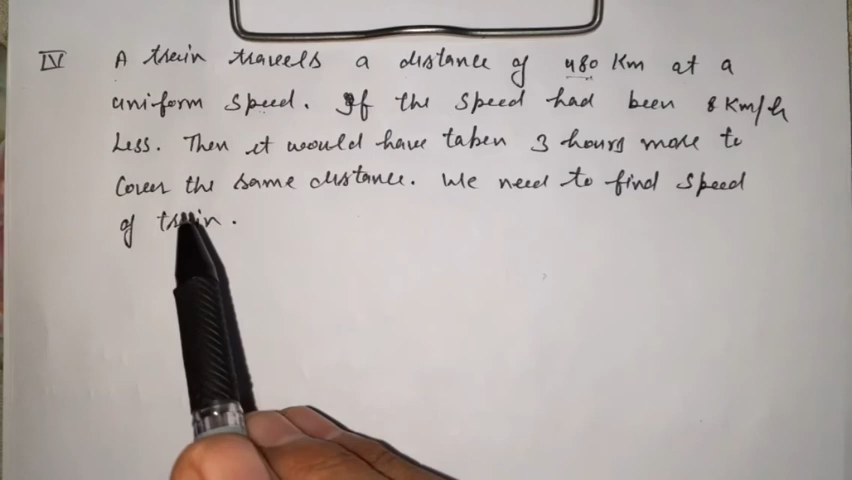 IV A train travels a distance of 480 Km at a
uniform speed. If the speed had been 8 Km/h
Less. Then it would have taken 3 hours more to
Cover the same distance. We need to find speed
of train.